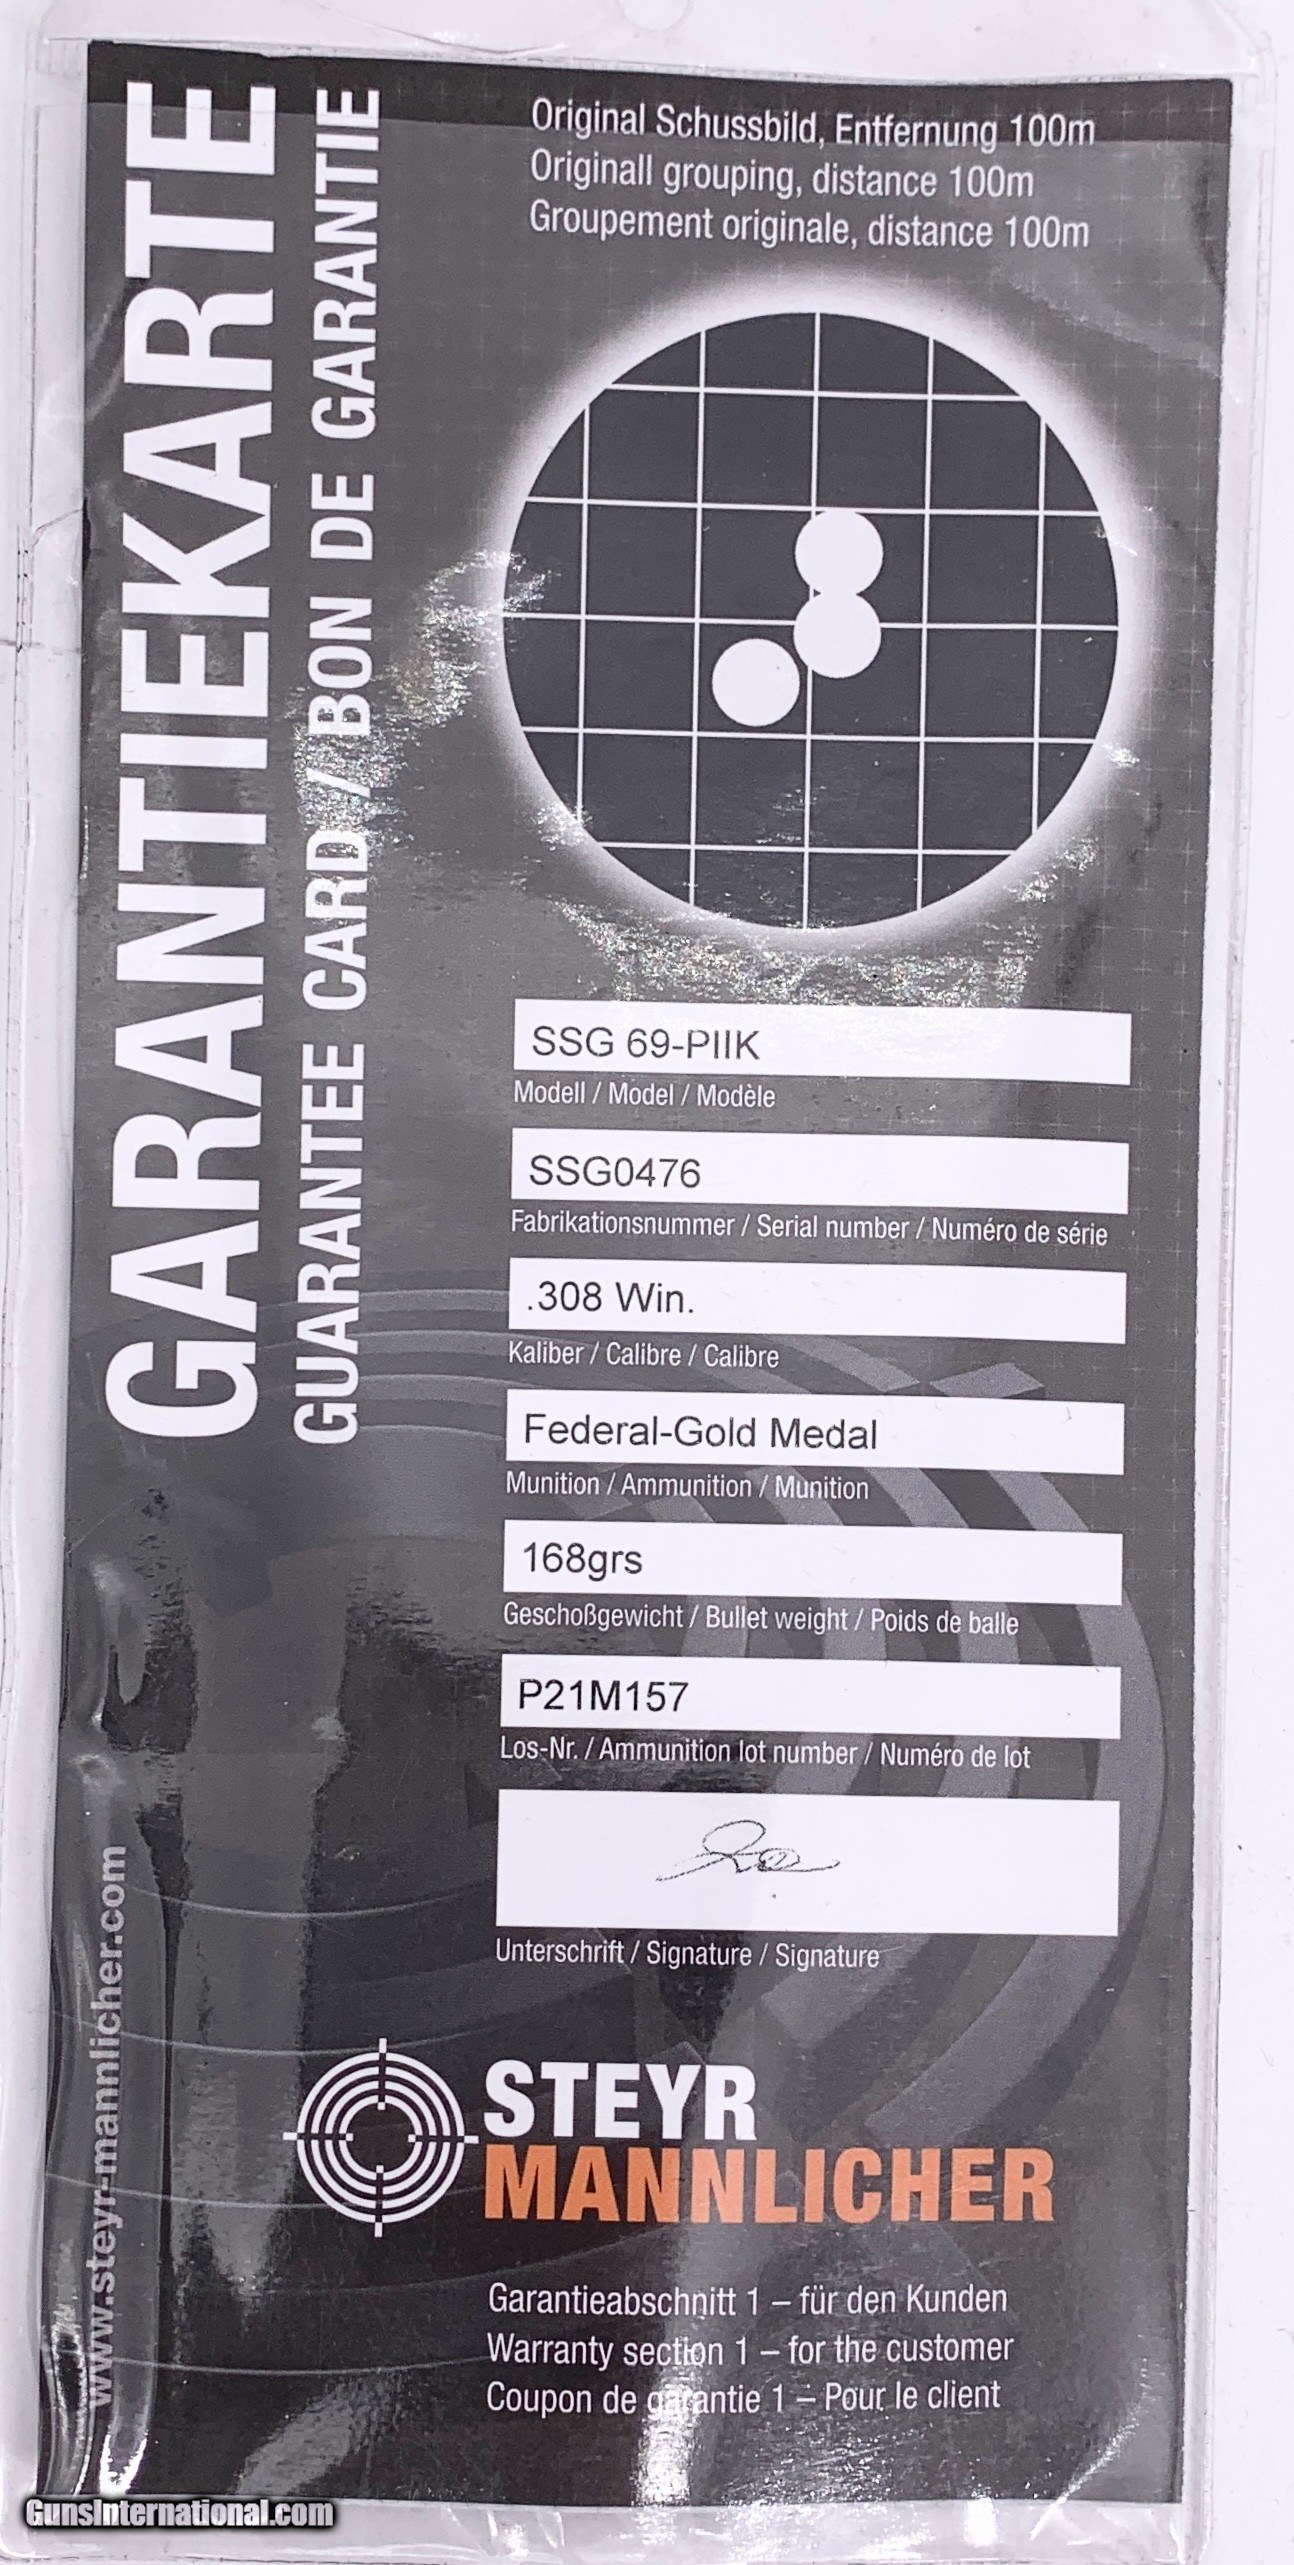 GARANTIEKARTE
GUARANTEE CARD / BON DE GARANTIE
Original Schussbild, Entfernung 100m
Originall grouping, distance 100m
Groupement originale, distance 100m
SSG 69-PIIK
Modell / Model / Modèle
SSG0476
Fabrikationsnummer / Serial number / Numéro de série
.308 Win.
Kaliber / Calibre / Calibre
Federal-Gold Medal
Munition / Ammunition / Munition
168grs
Geschoßgewicht / Bullet weight / Poids de balle
P21M157
Los-Nr. / Ammunition lot number / Numéro de lot
Unterschrift / Signature / Signature
www.steyr-mannlicher.com
STEYR
MANNLICHER
Garantieabschnitt 1 – für den Kunden
Warranty section 1 – for the customer
Coupon de garantie 1 – Pour le client
GunsInternational.com